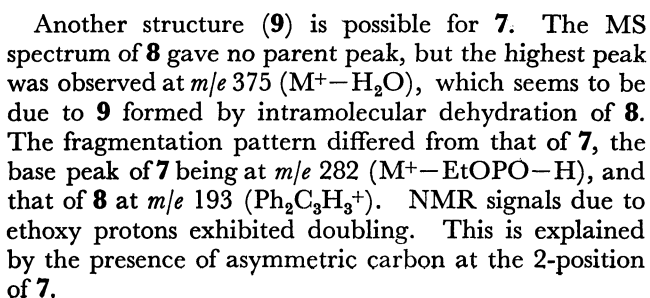 Another structure (9) is possible for 7. The MS
spectrum of 8 gave no parent peak, but the highest peak
was observed at m/e 375 (M+−H₂O), which seems to be
due to 9 formed by intramolecular dehydration of 8.
The fragmentation pattern differed from that of 7, the
base peak of 7 being at m/e 282 (M+−EtOPO−H), and
that of 8 at m/e 193 (Ph₂C₃H₃+). NMR signals due to
ethoxy protons exhibited doubling. This is explained
by the presence of asymmetric carbon at the 2-position
of 7.